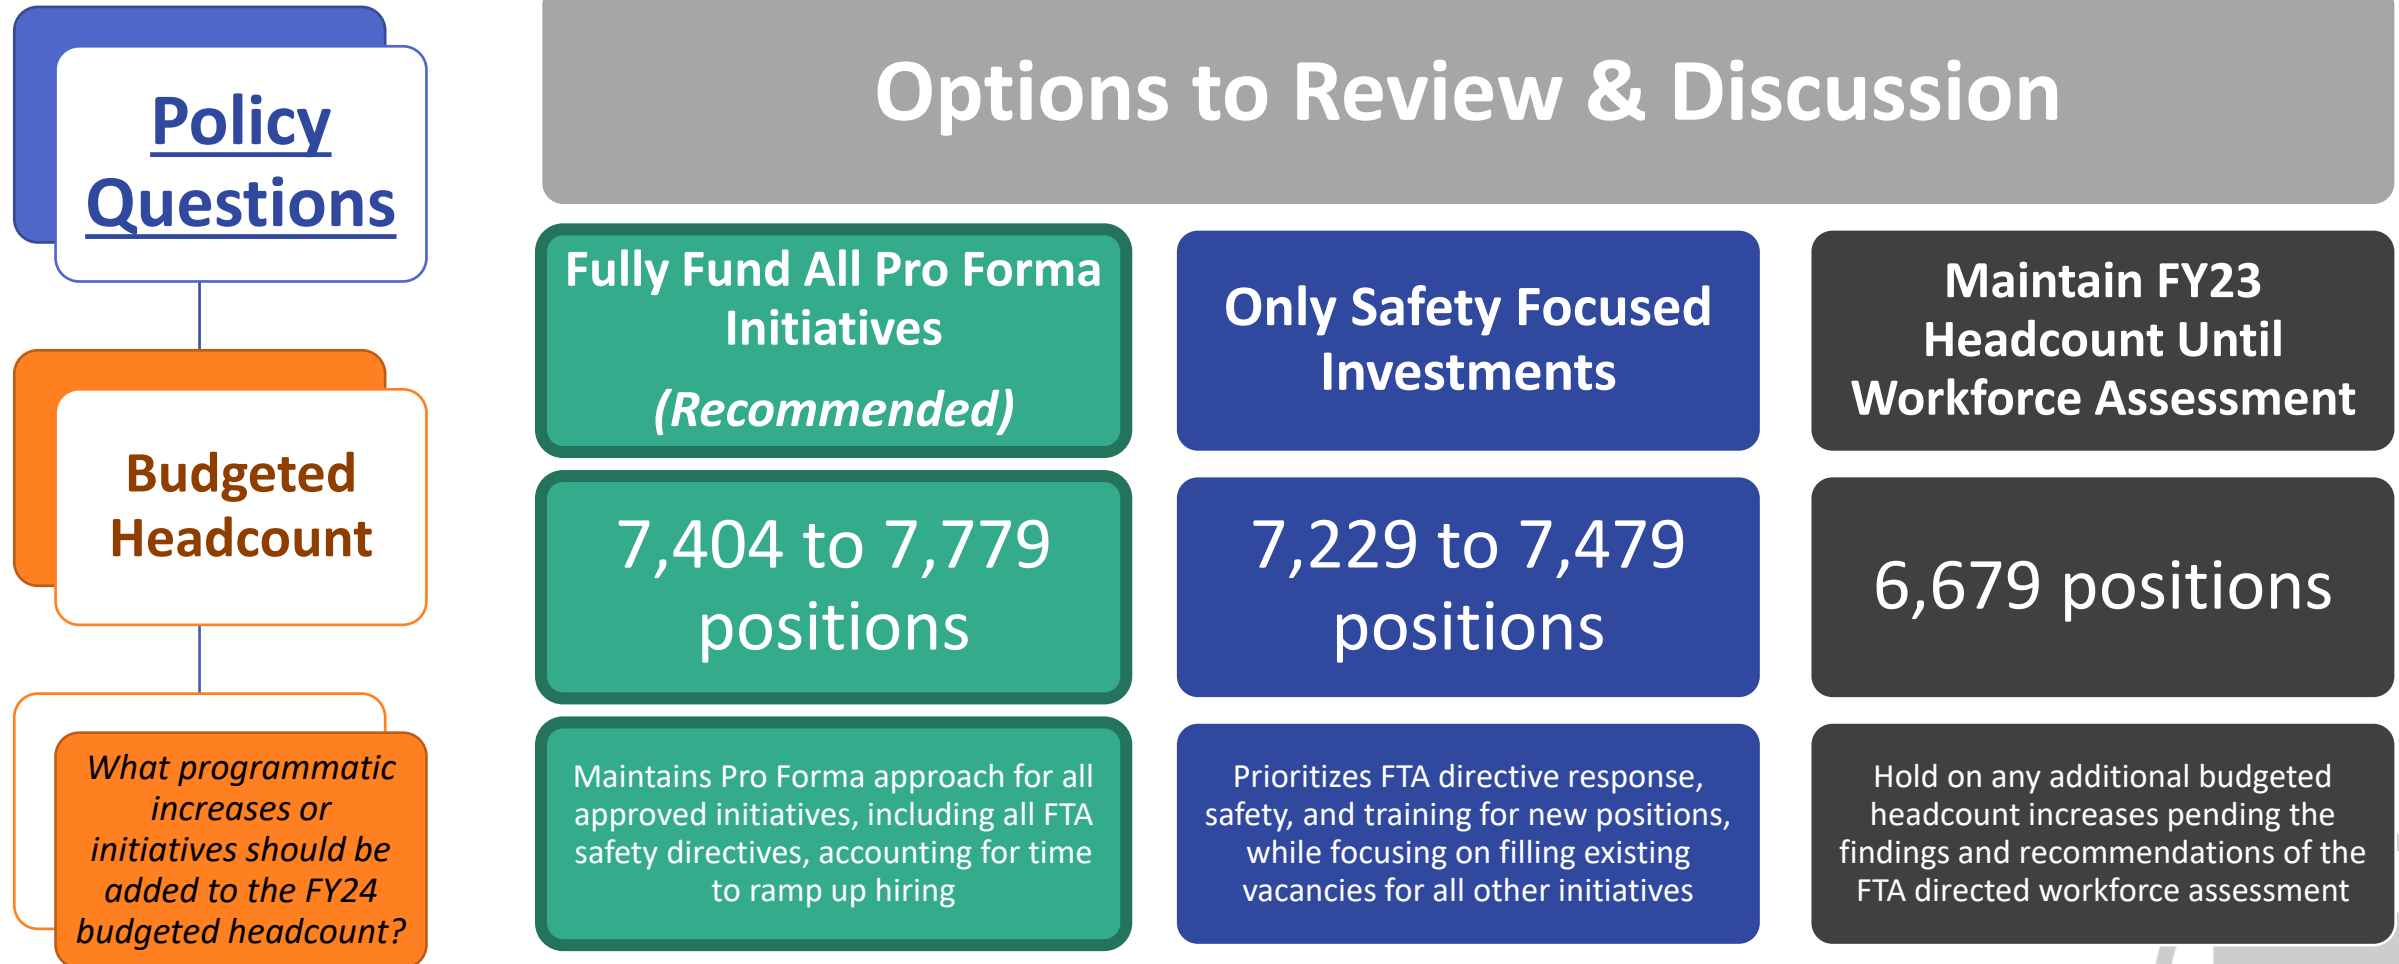 Policy
Questions
Budgeted
Headcount
What programmatic
increases or
initiatives should be
added to the FY24
budgeted headcount?
Options to Review & Discussion
Fully Fund All Pro Forma
Initiatives
(Recommended)
7,404 to 7,779
positions
Maintains Pro Forma approach for all
approved initiatives, including all FTA
safety directives, accounting for time
to ramp up hiring
Only Safety Focused
Investments
7,229 to 7,479
positions
Prioritizes FTA directive response,
safety, and training for new positions,
while focusing on filling existing
vacancies for all other initiatives
Maintain FY23
Headcount Until
Workforce Assessment
6,679 positions
Hold on any additional budgeted
headcount increases pending the
findings and recommendations of the
FTA directed workforce assessment